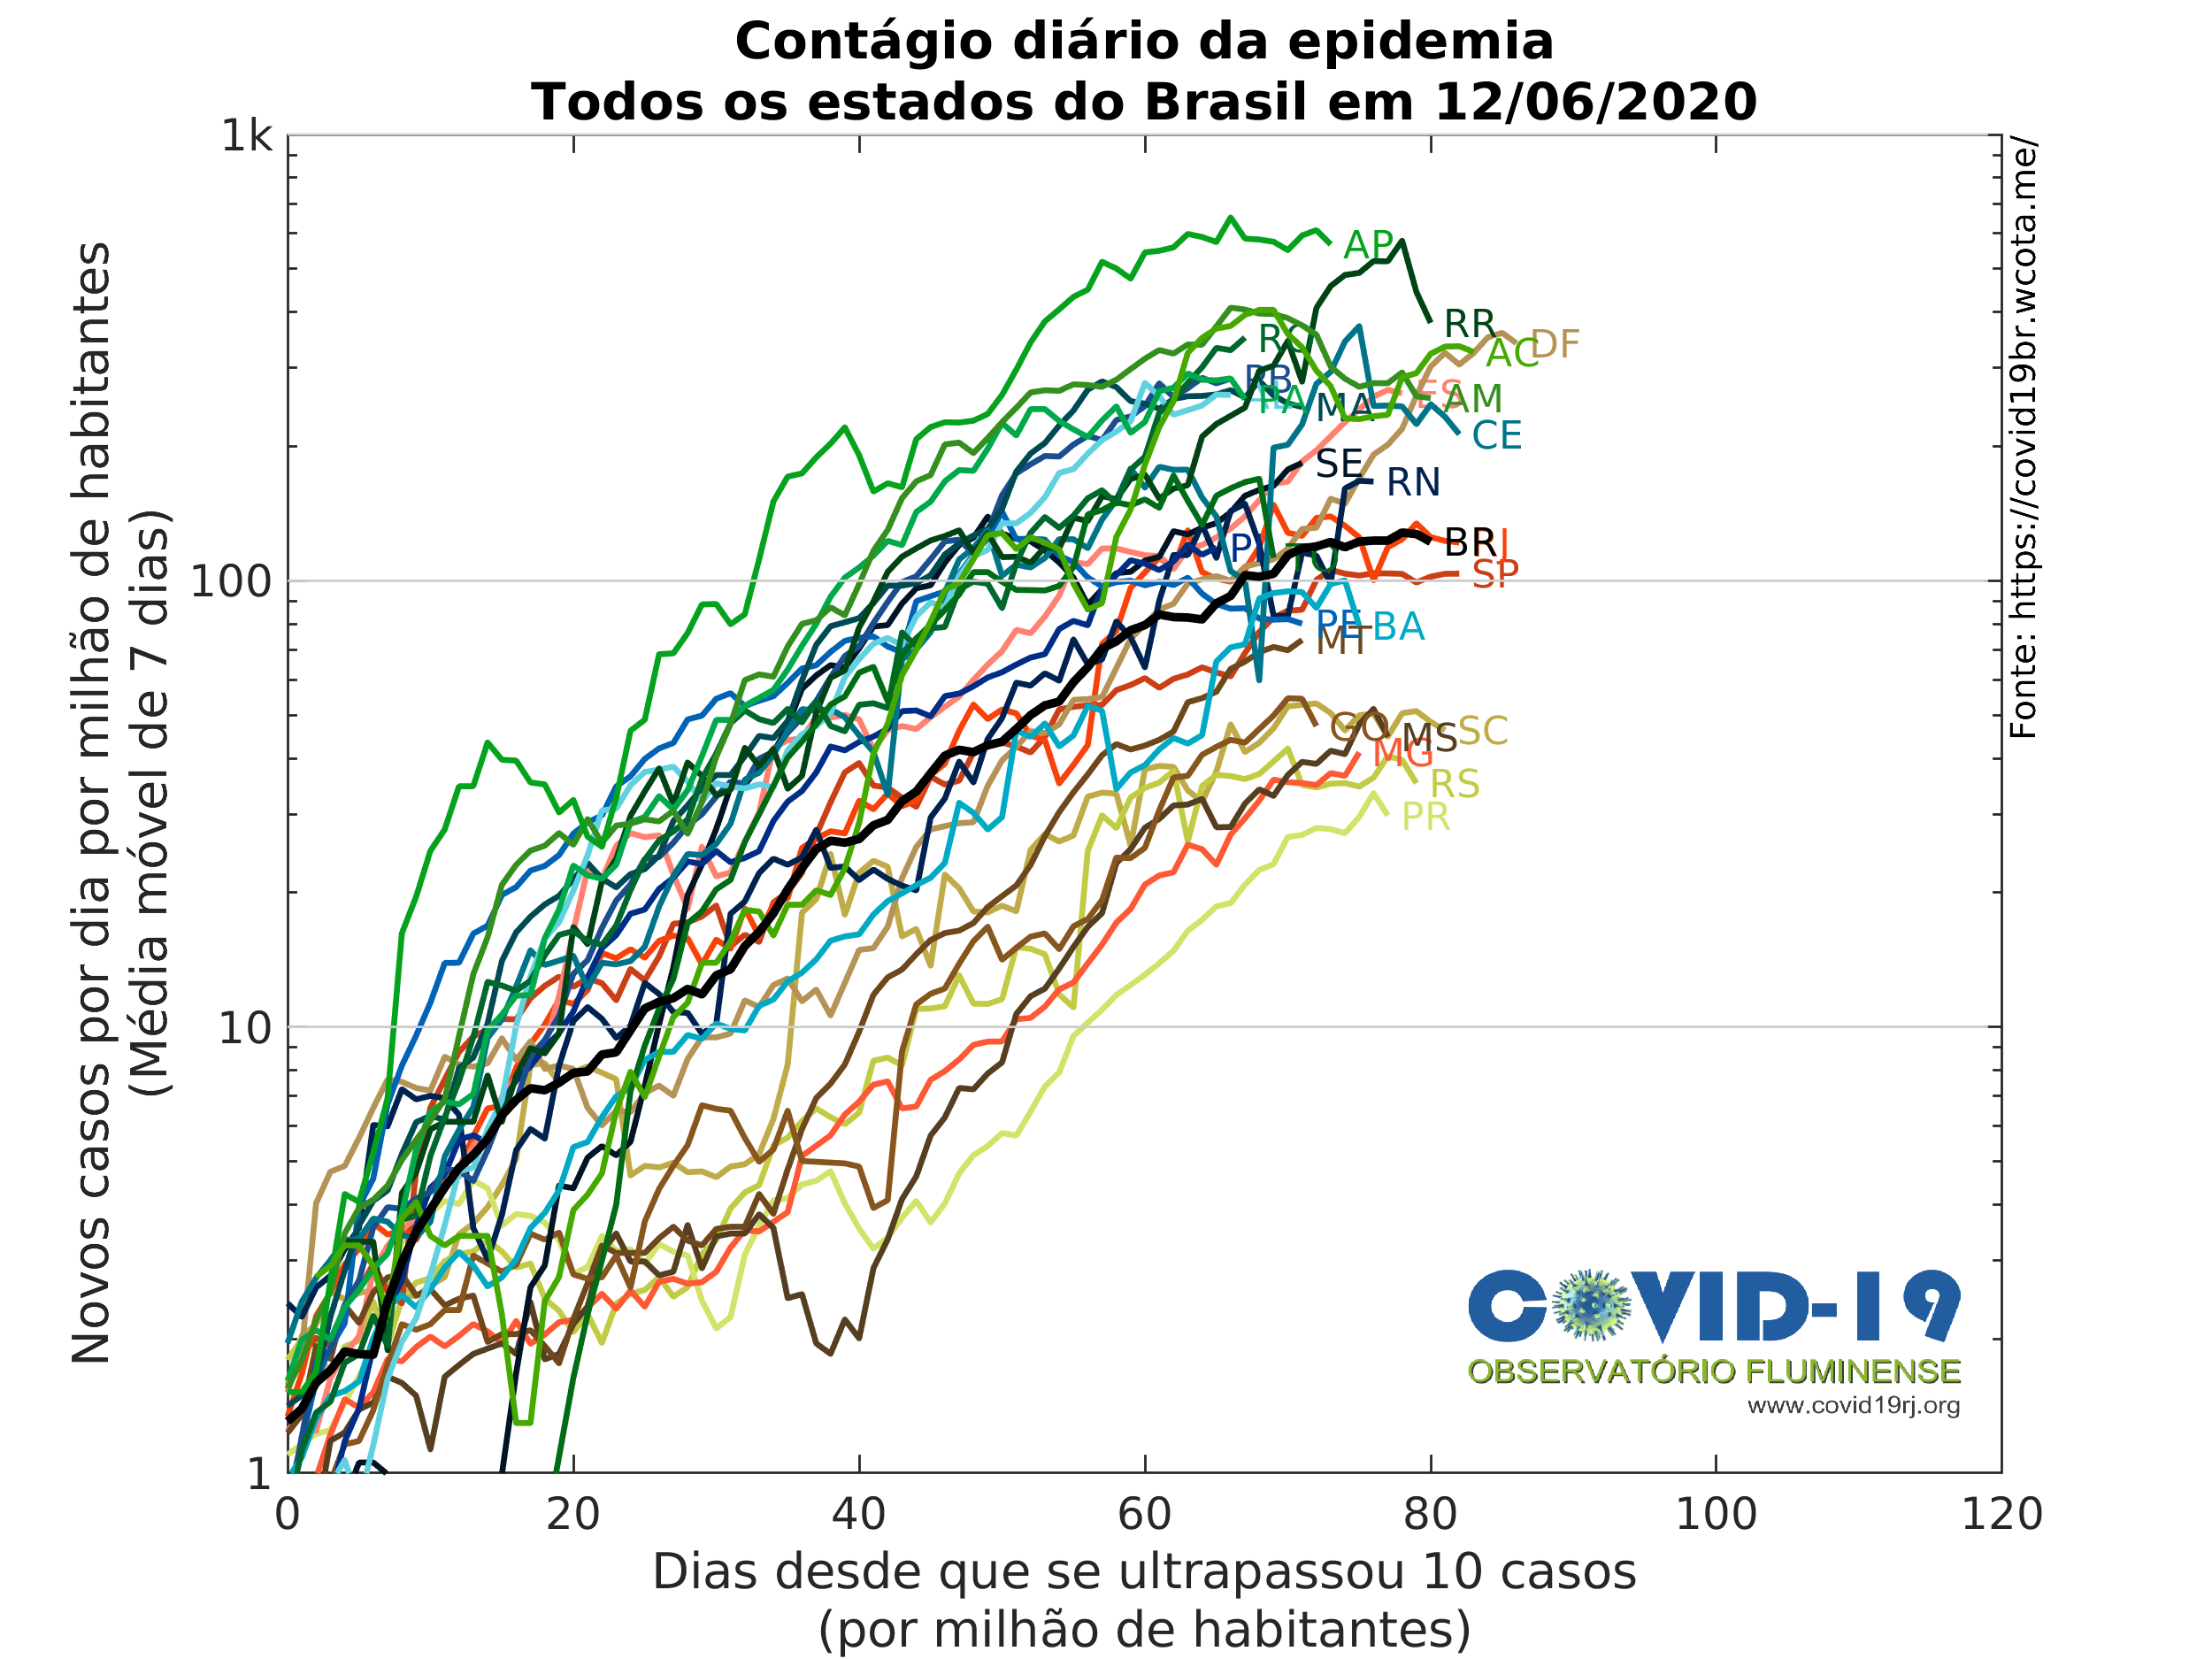 Contágio diário da epidemia
Todos os estados do Brasil em 12/06/2020
Novos casos por dia por milhão de habitantes
(Média móvel de 7 dias)
1k
100
10
1
0 20 40 60 80 100 120
Dias desde que se ultrapassou 10 casos
(por milhão de habitantes)
Fonte: https://covid19br.wcota.me/
AP
RR
DF
AC
ES
AM
MA
CE
PB
PA
SE
RN
BR
RJ
SP
PE
BA
MT
GO
MS
SC
MG
RS
PR
COVID-19
OBSERVATÓRIO FLUMINENSE
www.covid19rj.org